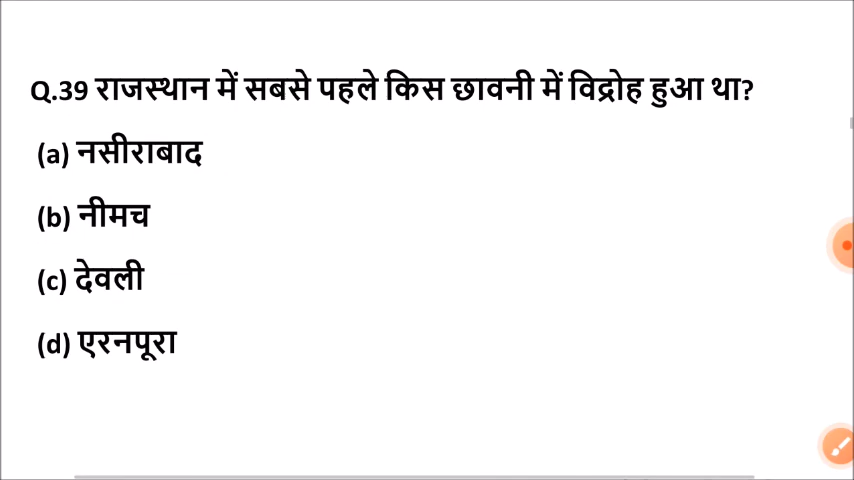 Q.39 राजस्थान में सबसे पहले किस छावनी में विद्रोह हुआ था?
(a) नसीराबाद
(b) नीमच
(c) देवली
(d) एरनपूरा